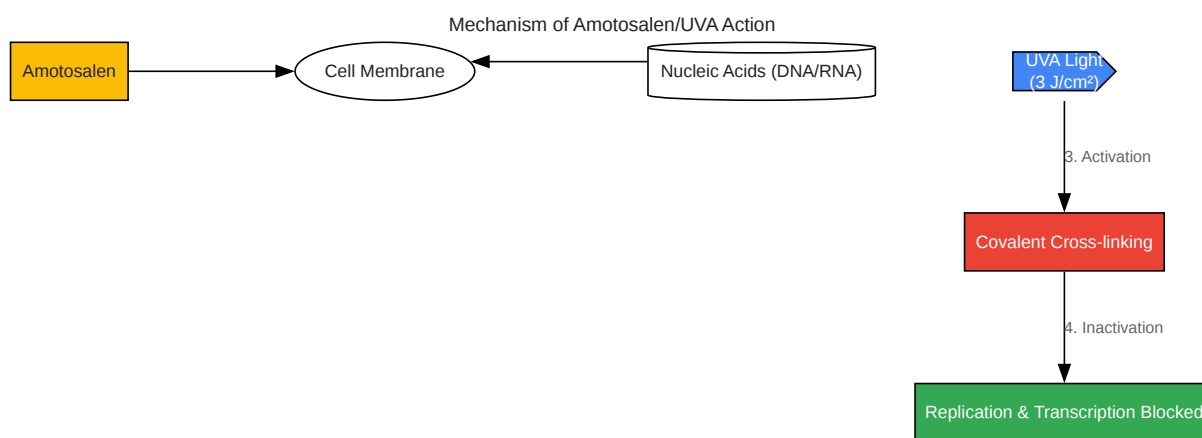 Mechanism of Amotosalen/UVA Action
Amotosalen
Cell Membrane
Nucleic Acids (DNA/RNA)
UVA Light
(3 J/cm²)
3. Activation
Covalent Cross-linking
4. Inactivation
Replication & Transcription Blocked